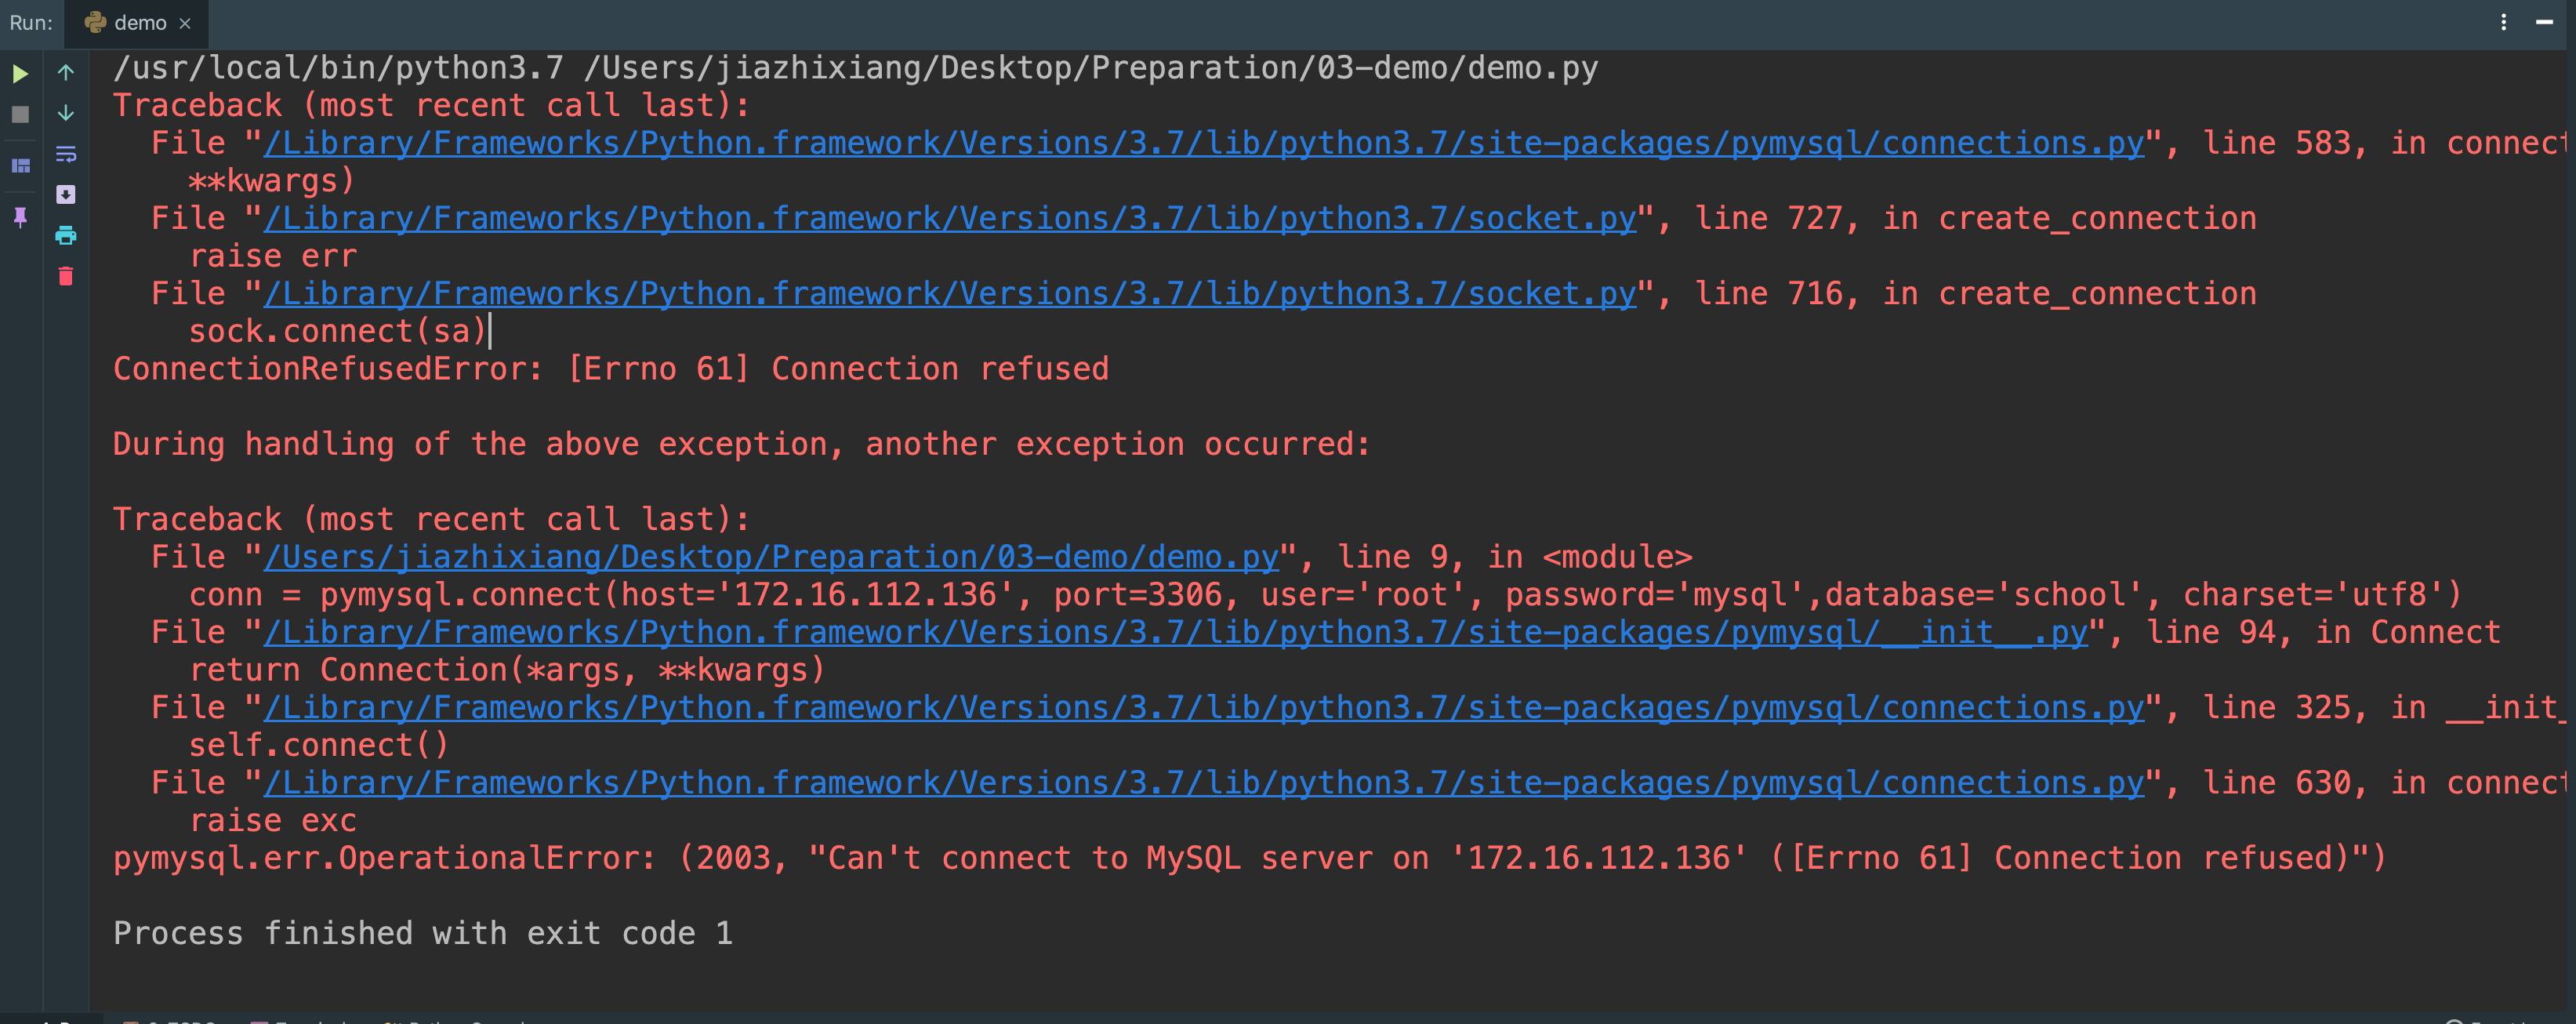 Run: demo ×
/usr/local/bin/python3.7 /Users/jiazhixiang/Desktop/Preparation/03-demo/demo.py
Traceback (most recent call last):
  File "/Library/Frameworks/Python.framework/Versions/3.7/lib/python3.7/site-packages/pymysql/connections.py", line 583, in connect
    **kwargs)
  File "/Library/Frameworks/Python.framework/Versions/3.7/lib/python3.7/socket.py", line 727, in create_connection
    raise err
  File "/Library/Frameworks/Python.framework/Versions/3.7/lib/python3.7/socket.py", line 716, in create_connection
    sock.connect(sa)
ConnectionRefusedError: [Errno 61] Connection refused
During handling of the above exception, another exception occurred:
Traceback (most recent call last):
  File "/Users/jiazhixiang/Desktop/Preparation/03-demo/demo.py", line 9, in <module>
    conn = pymysql.connect(host='172.16.112.136', port=3306, user='root', password='mysql',database='school', charset='utf8')
  File "/Library/Frameworks/Python.framework/Versions/3.7/lib/python3.7/site-packages/pymysql/__init__.py", line 94, in Connect
    return Connection(*args, **kwargs)
  File "/Library/Frameworks/Python.framework/Versions/3.7/lib/python3.7/site-packages/pymysql/connections.py", line 325, in __init_
    self.connect()
  File "/Library/Frameworks/Python.framework/Versions/3.7/lib/python3.7/site-packages/pymysql/connections.py", line 630, in connect
    raise exc
pymysql.err.OperationalError: (2003, "Can't connect to MySQL server on '172.16.112.136' ([Errno 61] Connection refused)")
Process finished with exit code 1